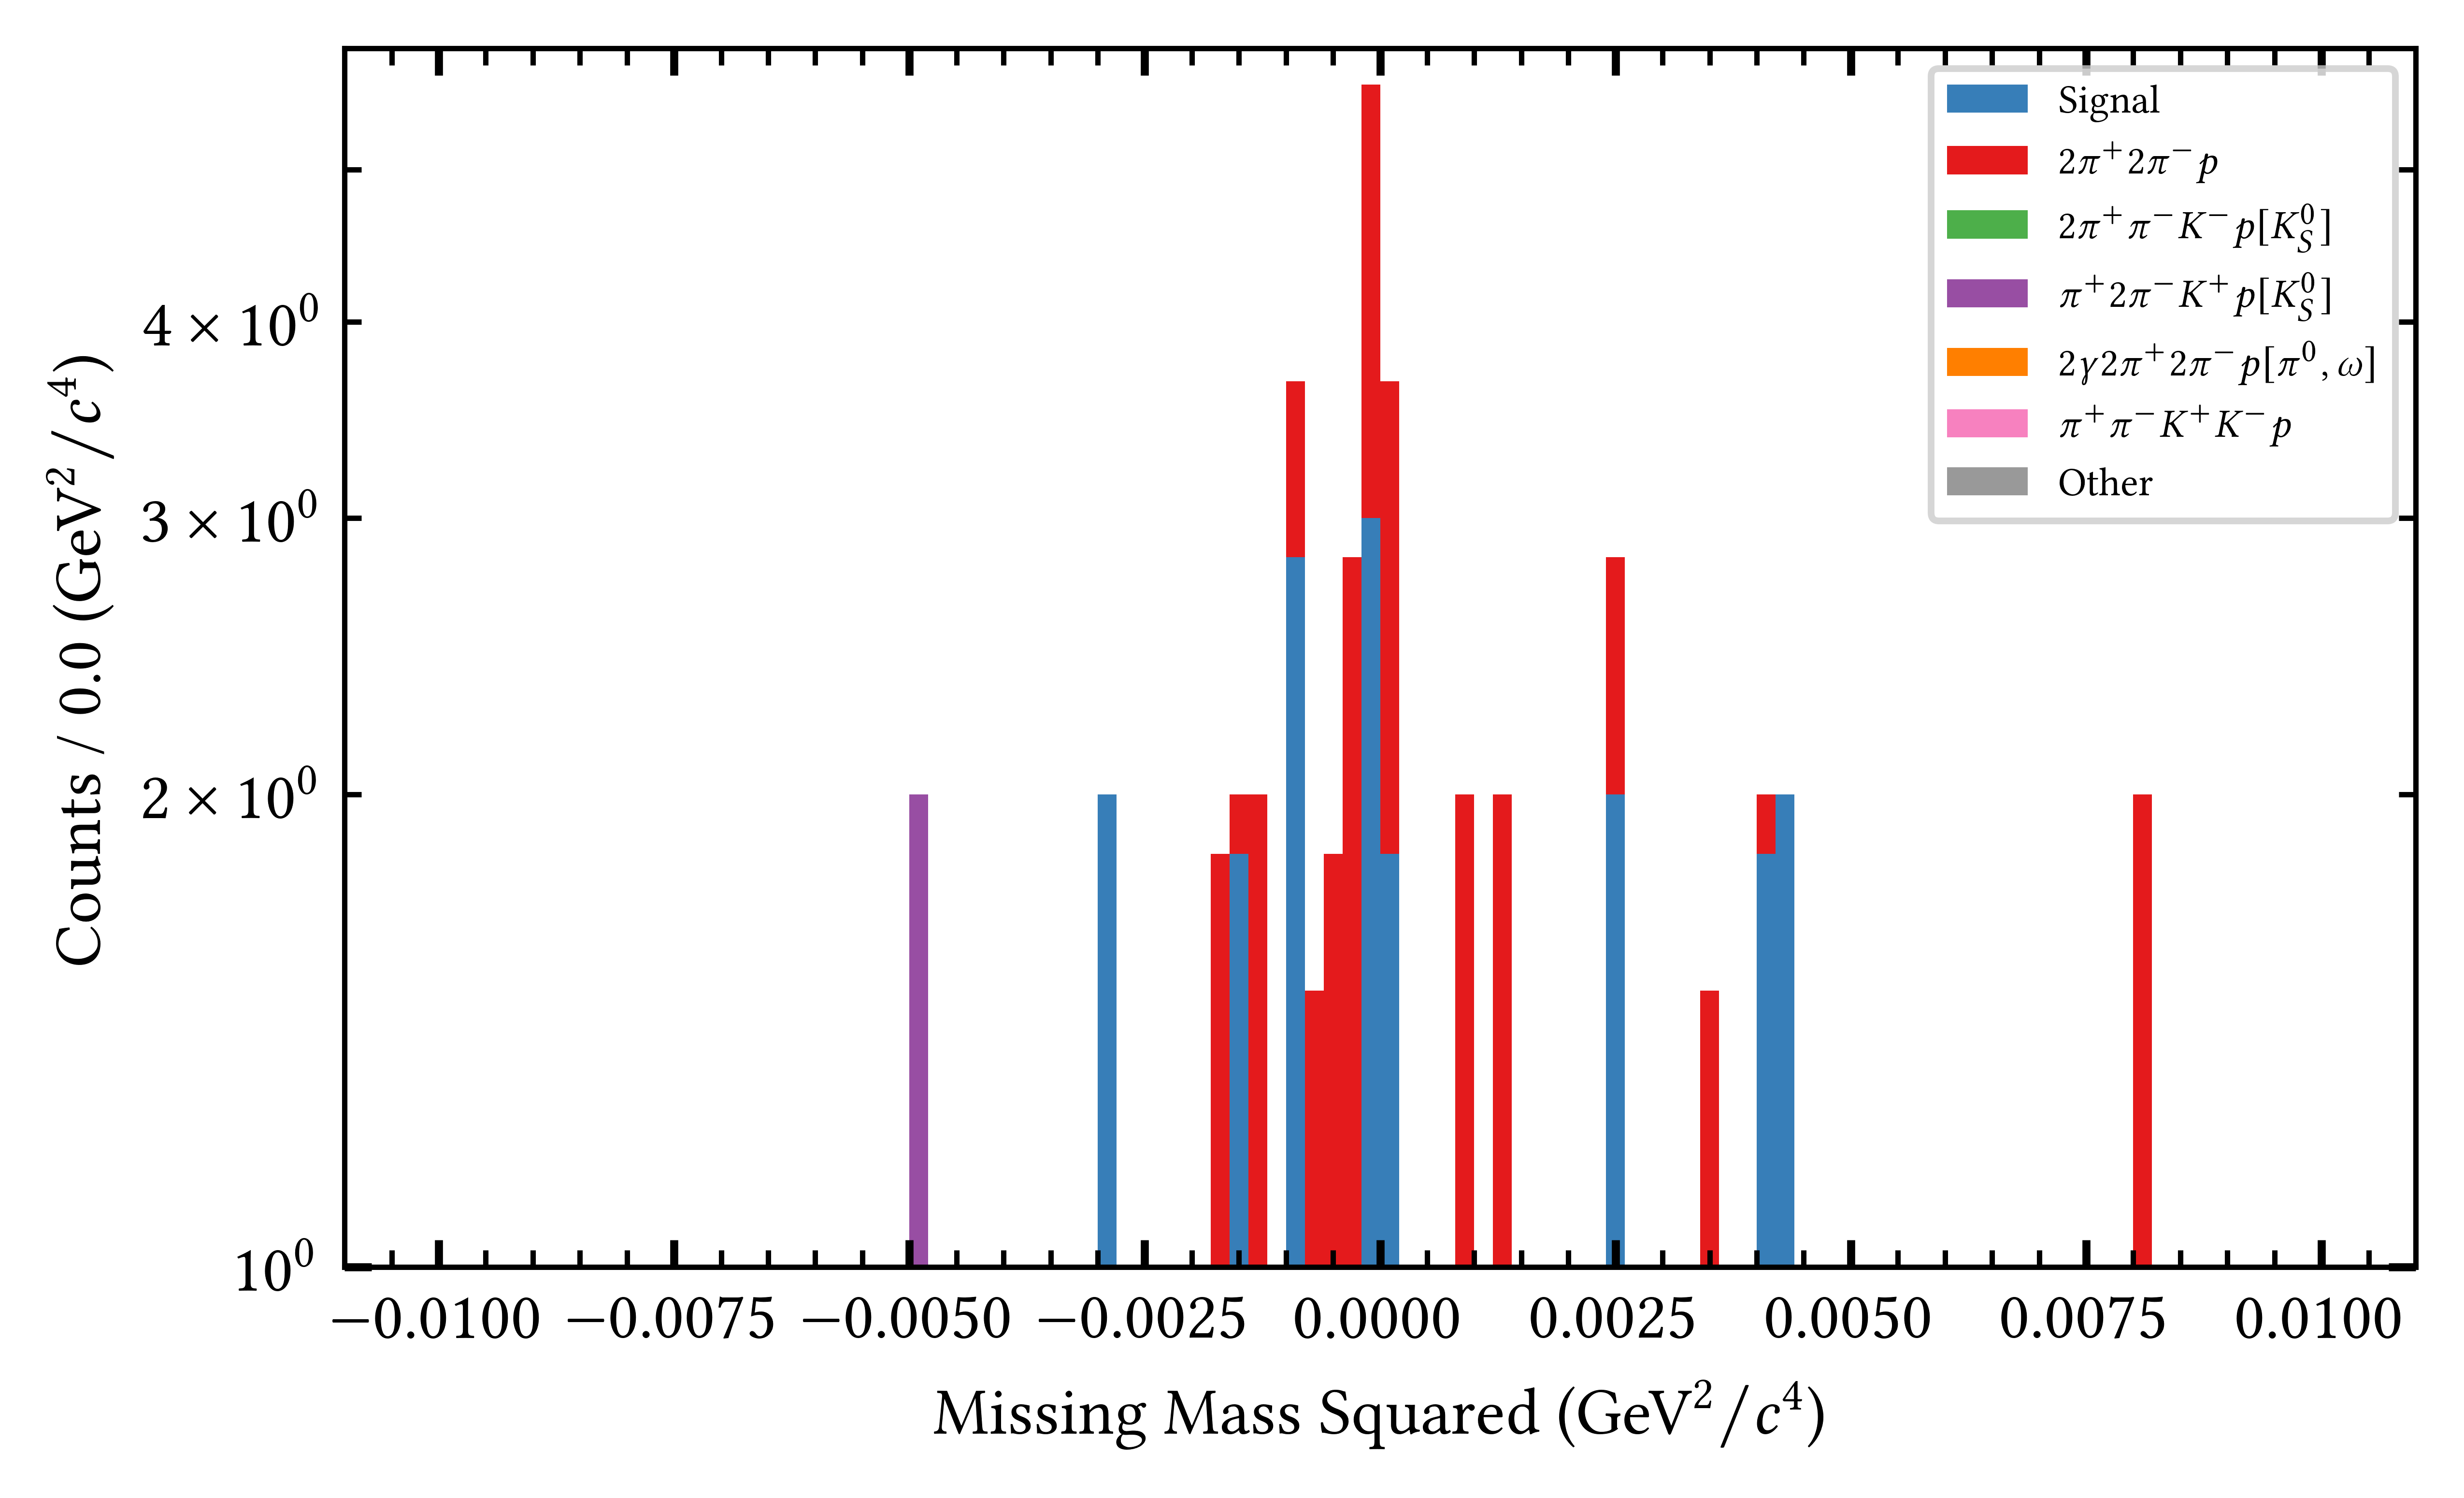 Signal
2π⁺2π⁻p
2π⁺π⁻K⁻p[K⁰_S]
π⁺2π⁻K⁺p[K⁰_S]
2γ2π⁺2π⁻p[π⁰, ω]
π⁺π⁻K⁺K⁻p
Other
4 × 10⁰
3 × 10⁰
2 × 10⁰
10⁰
Counts / 0.0 (GeV²/c⁴)
−0.0100 −0.0075 −0.0050 −0.0025 0.0000 0.0025 0.0050 0.0075 0.0100
Missing Mass Squared (GeV²/c⁴)